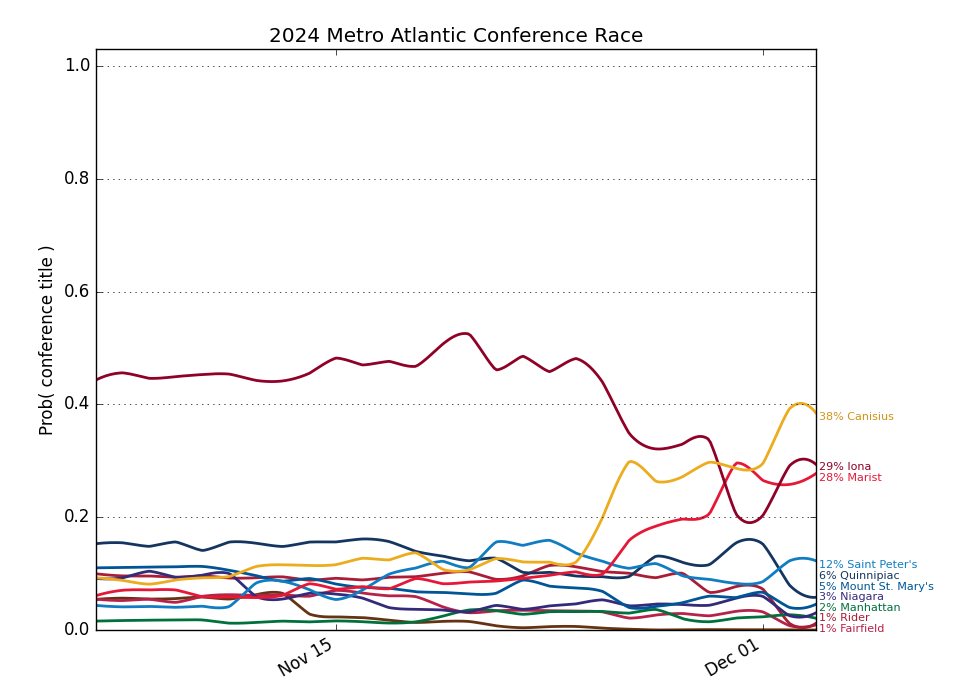 2024 Metro Atlantic Conference Race
Prob( conference title )
1.0
0.8
0.6
0.4
0.2
0.0
Nov 15
Dec 01
38% Canisius
29% Iona
28% Marist
12% Saint Peter's
6% Quinnipiac
5% Mount St. Mary's
3% Niagara
2% Manhattan
1% Rider
1% Fairfield